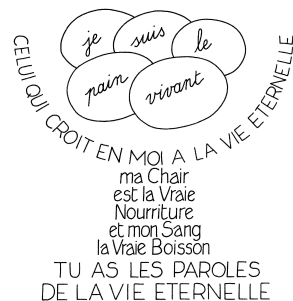 je suis le
pain vivant
CELUI QUI CROIT EN MOI A LA VIE ETERNELLE
ma Chair
est la Vraie
Nourriture
et mon Sang
la Vraie Boisson
TU AS LES PAROLES
DE LA VIE ETERNELLE